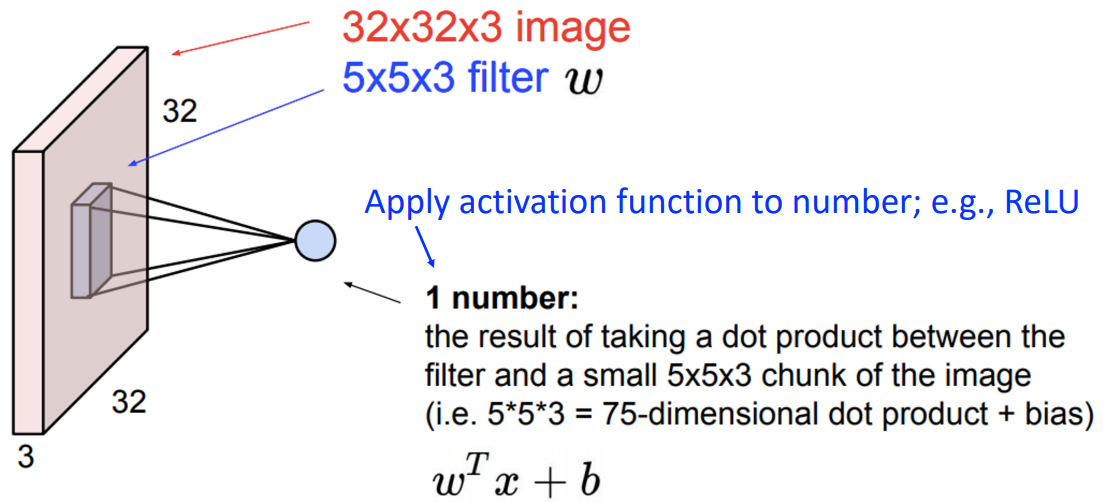 32x32x3 image
5x5x3 filter w
32
Apply activation function to number; e.g., ReLU
1 number:
the result of taking a dot product between the
filter and a small 5x5x3 chunk of the image
(i.e. 5*5*3 = 75-dimensional dot product + bias)
32
3
w^T x + b